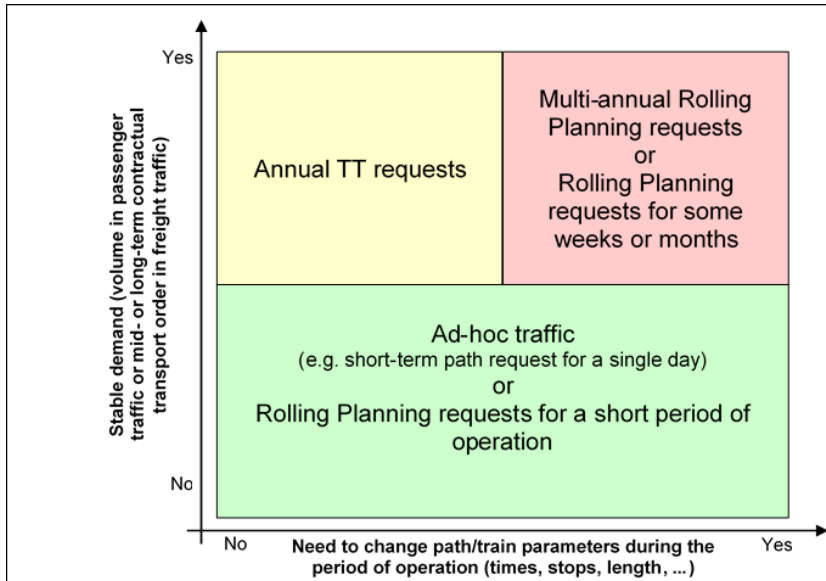 Yes
Stable demand (volume in passenger
traffic or mid- or long-term contractual
transport order in freight traffic)
Annual TT requests
Multi-annual Rolling
Planning requests
or
Rolling Planning
requests for some
weeks or months
Ad-hoc traffic
(e.g. short-term path request for a single day)
or
Rolling Planning requests for a short period of
operation
No
No
Need to change path/train parameters during the
period of operation (times, stops, length, ...)
Yes